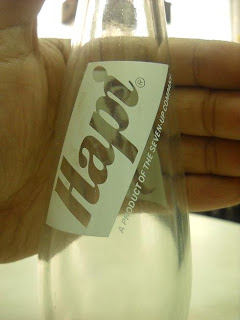 Hapi®
A PRODUCT OF THE SEVEN-UP COMPANY